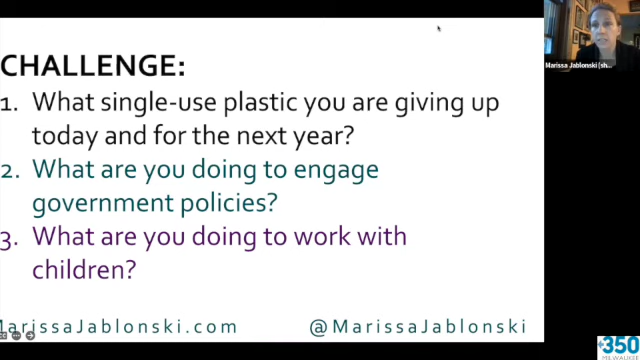 CHALLENGE:
1. What single-use plastic you are giving up
today and for the next year?
2. What are you doing to engage
government policies?
3. What are you doing to work with
children?
MarissaJablonski.com @MarissaJablonski
Marissa Jablonski (sh...
350
MILWAUKEE